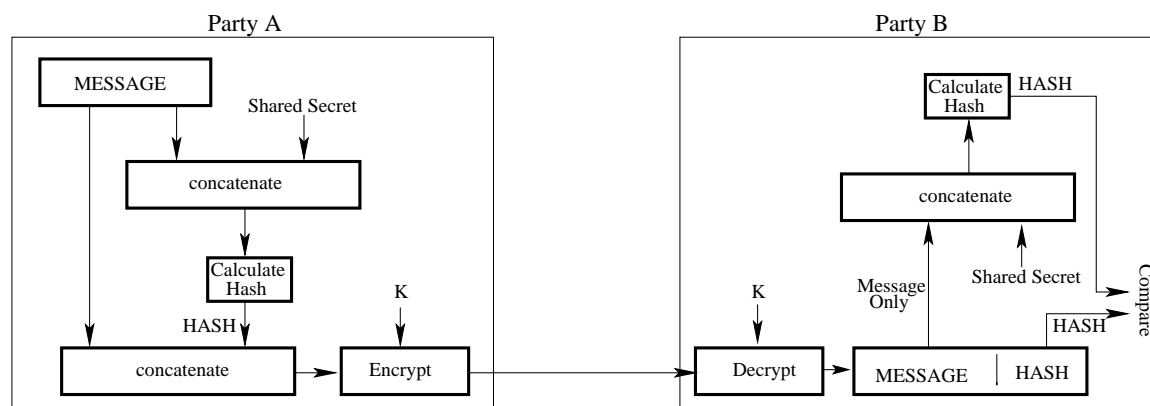 Party A
MESSAGE
Shared Secret
concatenate
Calculate
Hash
HASH
K
concatenate
Encrypt
Party B
Calculate
Hash
HASH
concatenate
Message
Only
Shared Secret
K
Compare
HASH
Decrypt
MESSAGE | HASH